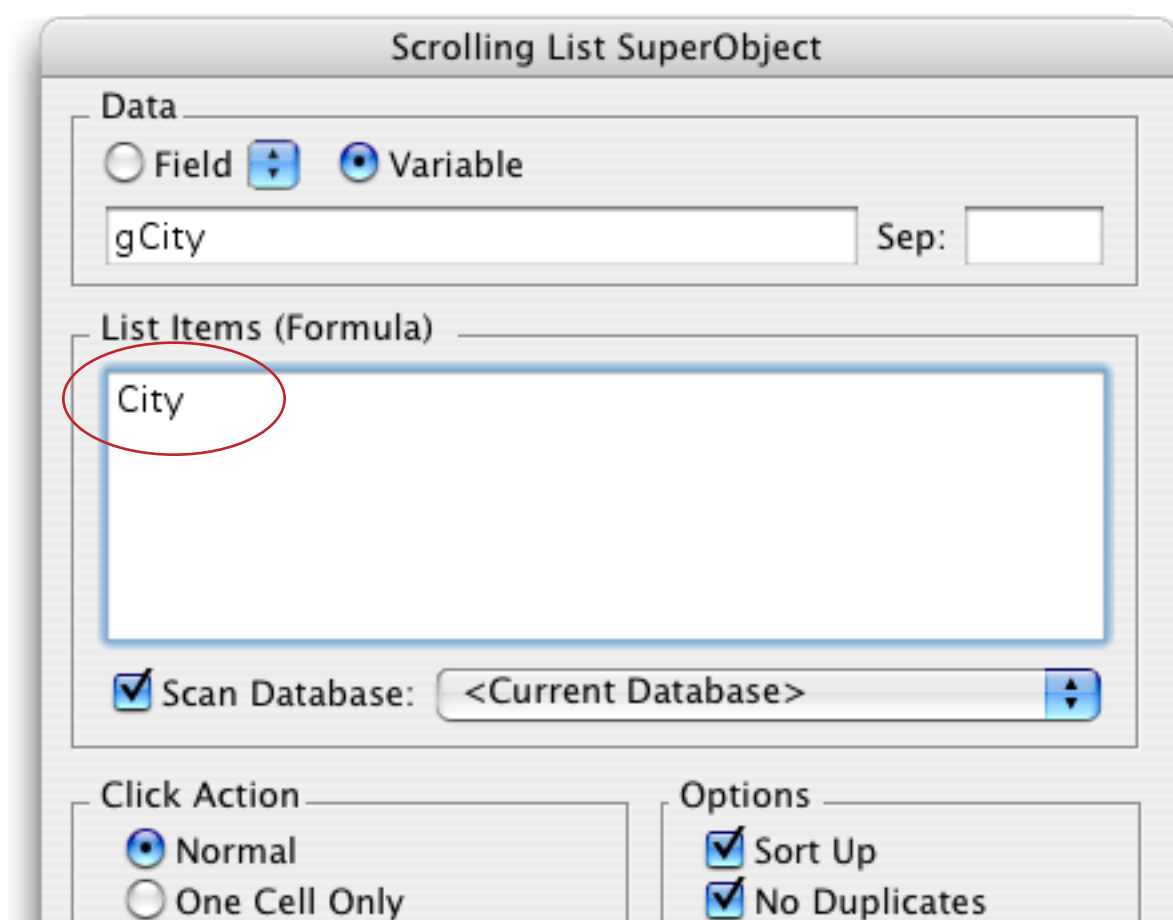 Scrolling List SuperObject
Data
Field Variable
gCity Sep:
List Items (Formula)
City
Scan Database: <Current Database>
Click Action
Normal
One Cell Only
Options
Sort Up
No Duplicates